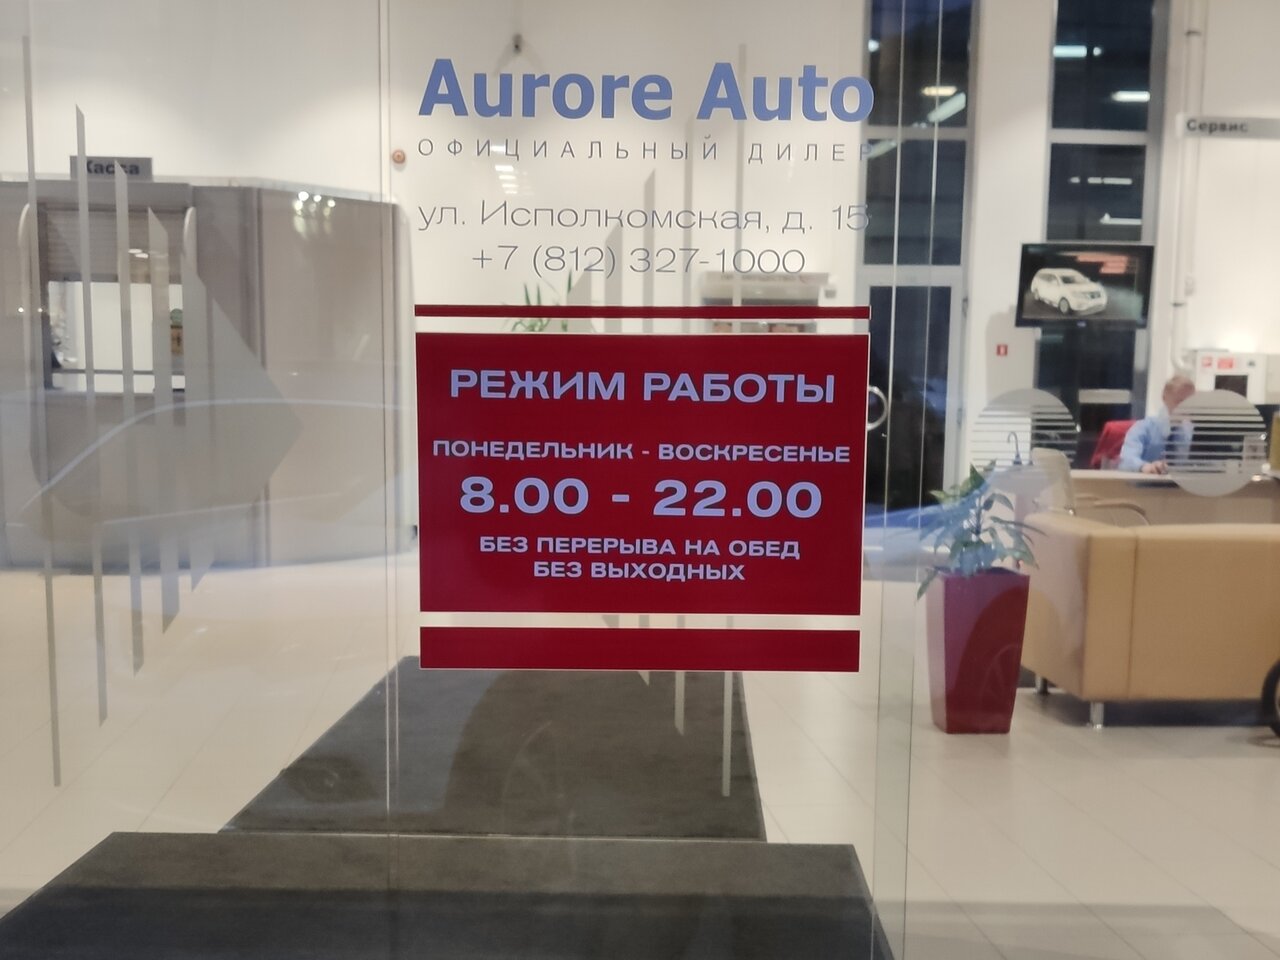 Aurore Auto
ОФИЦИАЛЬНЫЙ ДИЛЕР
Касса
Сервис
ул. Исполкомская, д. 15
+7 (812) 327-1000
РЕЖИМ РАБОТЫ
ПОНЕДЕЛЬНИК - ВОСКРЕСЕНЬЕ
8.00 - 22.00
БЕЗ ПЕРЕРЫВА НА ОБЕД
БЕЗ ВЫХОДНЫХ